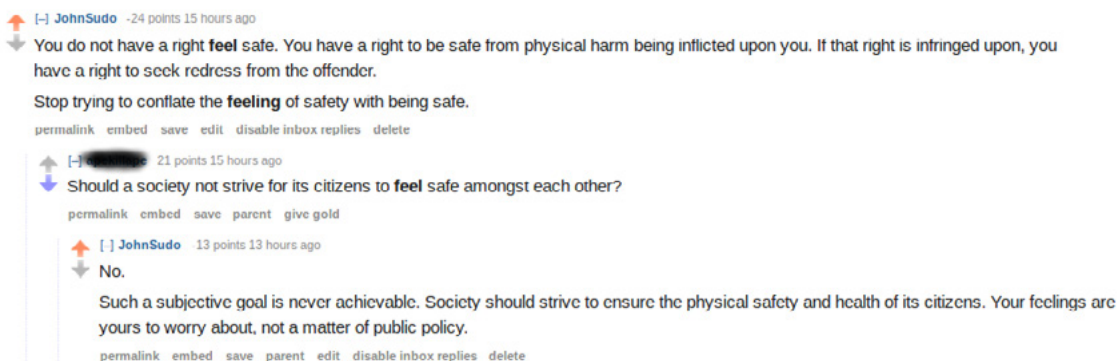 [–] JohnSudo -24 points 15 hours ago
You do not have a right feel safe. You have a right to be safe from physical harm being inflicted upon you. If that right is infringed upon, you
have a right to seek redress from the offender.
Stop trying to conflate the feeling of safety with being safe.
permalink embed save edit disable inbox replies delete
[–] 21 points 15 hours ago
Should a society not strive for its citizens to feel safe amongst each other?
permalink embed save parent give gold
[–] JohnSudo -13 points 13 hours ago
No.
Such a subjective goal is never achievable. Society should strive to ensure the physical safety and health of its citizens. Your feelings are
yours to worry about, not a matter of public policy.
permalink embed save parent edit disable inbox replies delete